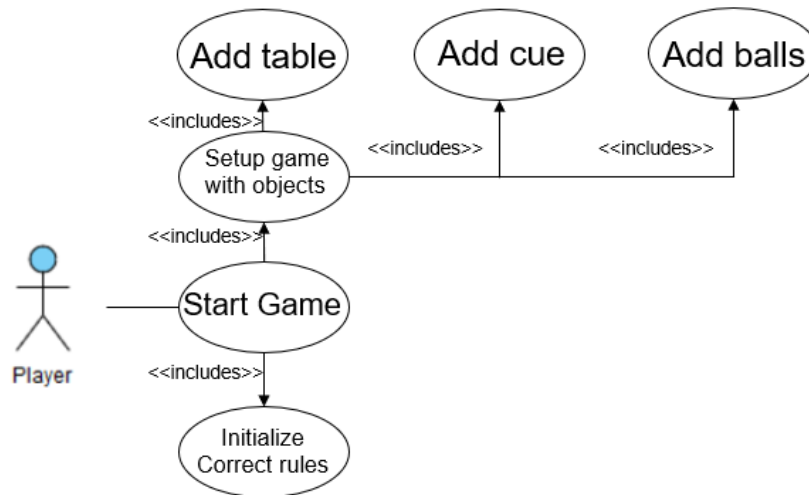 Add table
Add cue
Add balls
<<includes>>
Setup game
with objects
<<includes>>
<<includes>>
<<includes>>
Start Game
Player
<<includes>>
Initialize
Correct rules